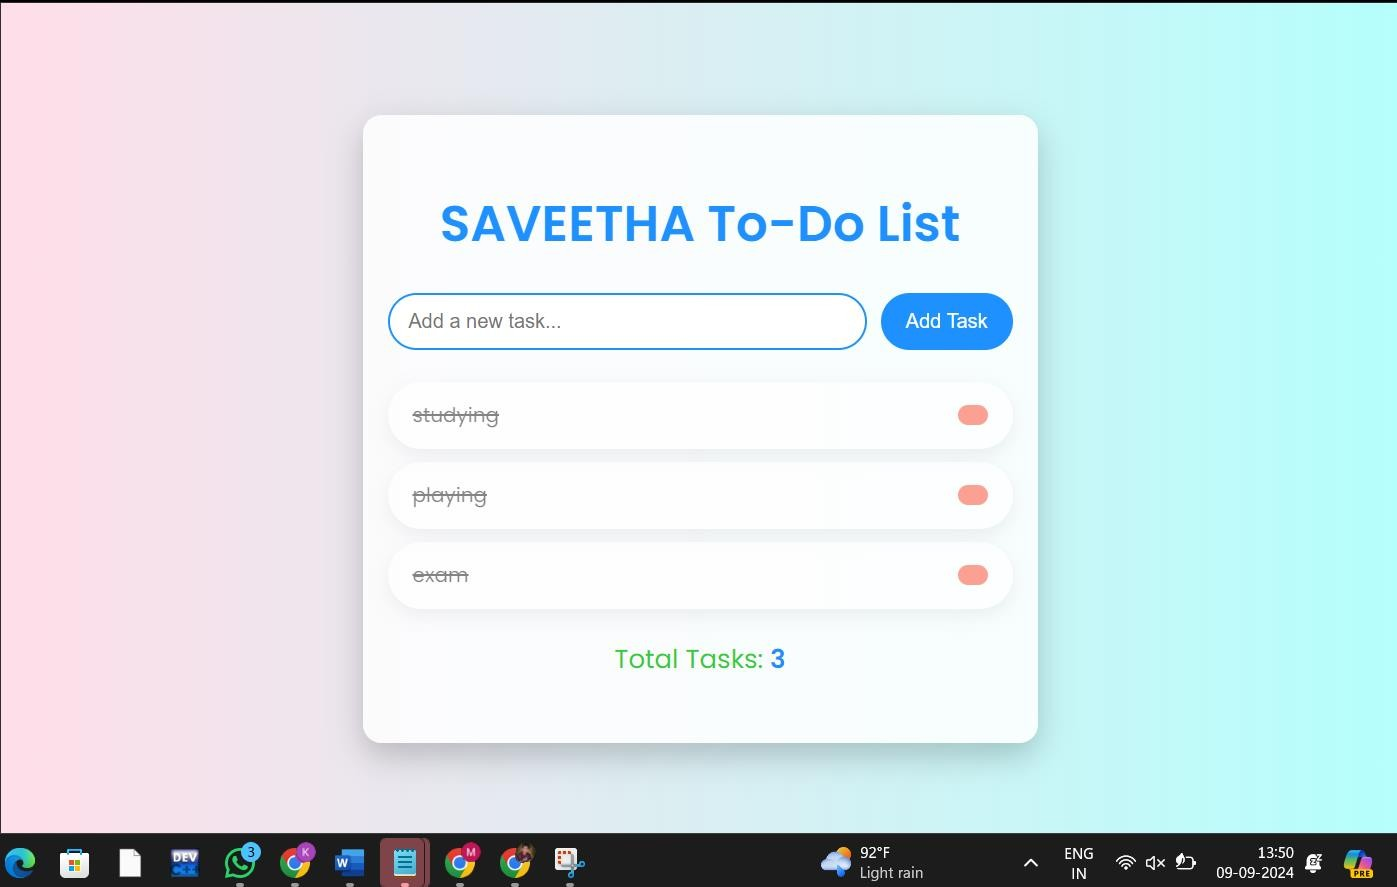 SAVEETHA To-Do List
Add a new task...
Add Task
studying
playing
exam
Total Tasks: 3
DEV
C++
3
K
W
M
92°F
Light rain
ENG
IN
13:50
09-09-2024
PRE